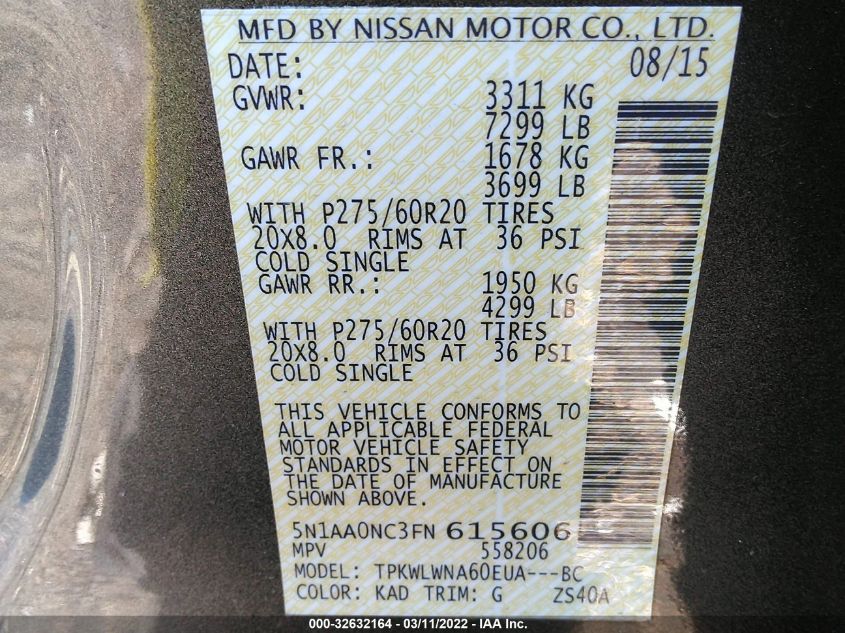 MFD BY NISSAN MOTOR CO., LTD.
DATE: 08/15
GVWR: 3311 KG
7299 LB
GAWR FR.: 1678 KG
3699 LB
WITH P275/60R20 TIRES
20X8.0 RIMS AT 36 PSI
COLD SINGLE
GAWR RR.: 1950 KG
4299 LB
WITH P275/60R20 TIRES
20X8.0 RIMS AT 36 PSI
COLD SINGLE
THIS VEHICLE CONFORMS TO
ALL APPLICABLE FEDERAL
MOTOR VEHICLE SAFETY
STANDARDS IN EFFECT ON
THE DATE OF MANUFACTURE
SHOWN ABOVE.
5N1AA0NC3FN 615606
MPV 558206
MODEL: TPKWLWNA60EUA---BC
COLOR: KAD TRIM: G ZS40A
000-32632164 - 03/11/2022 - IAA Inc.